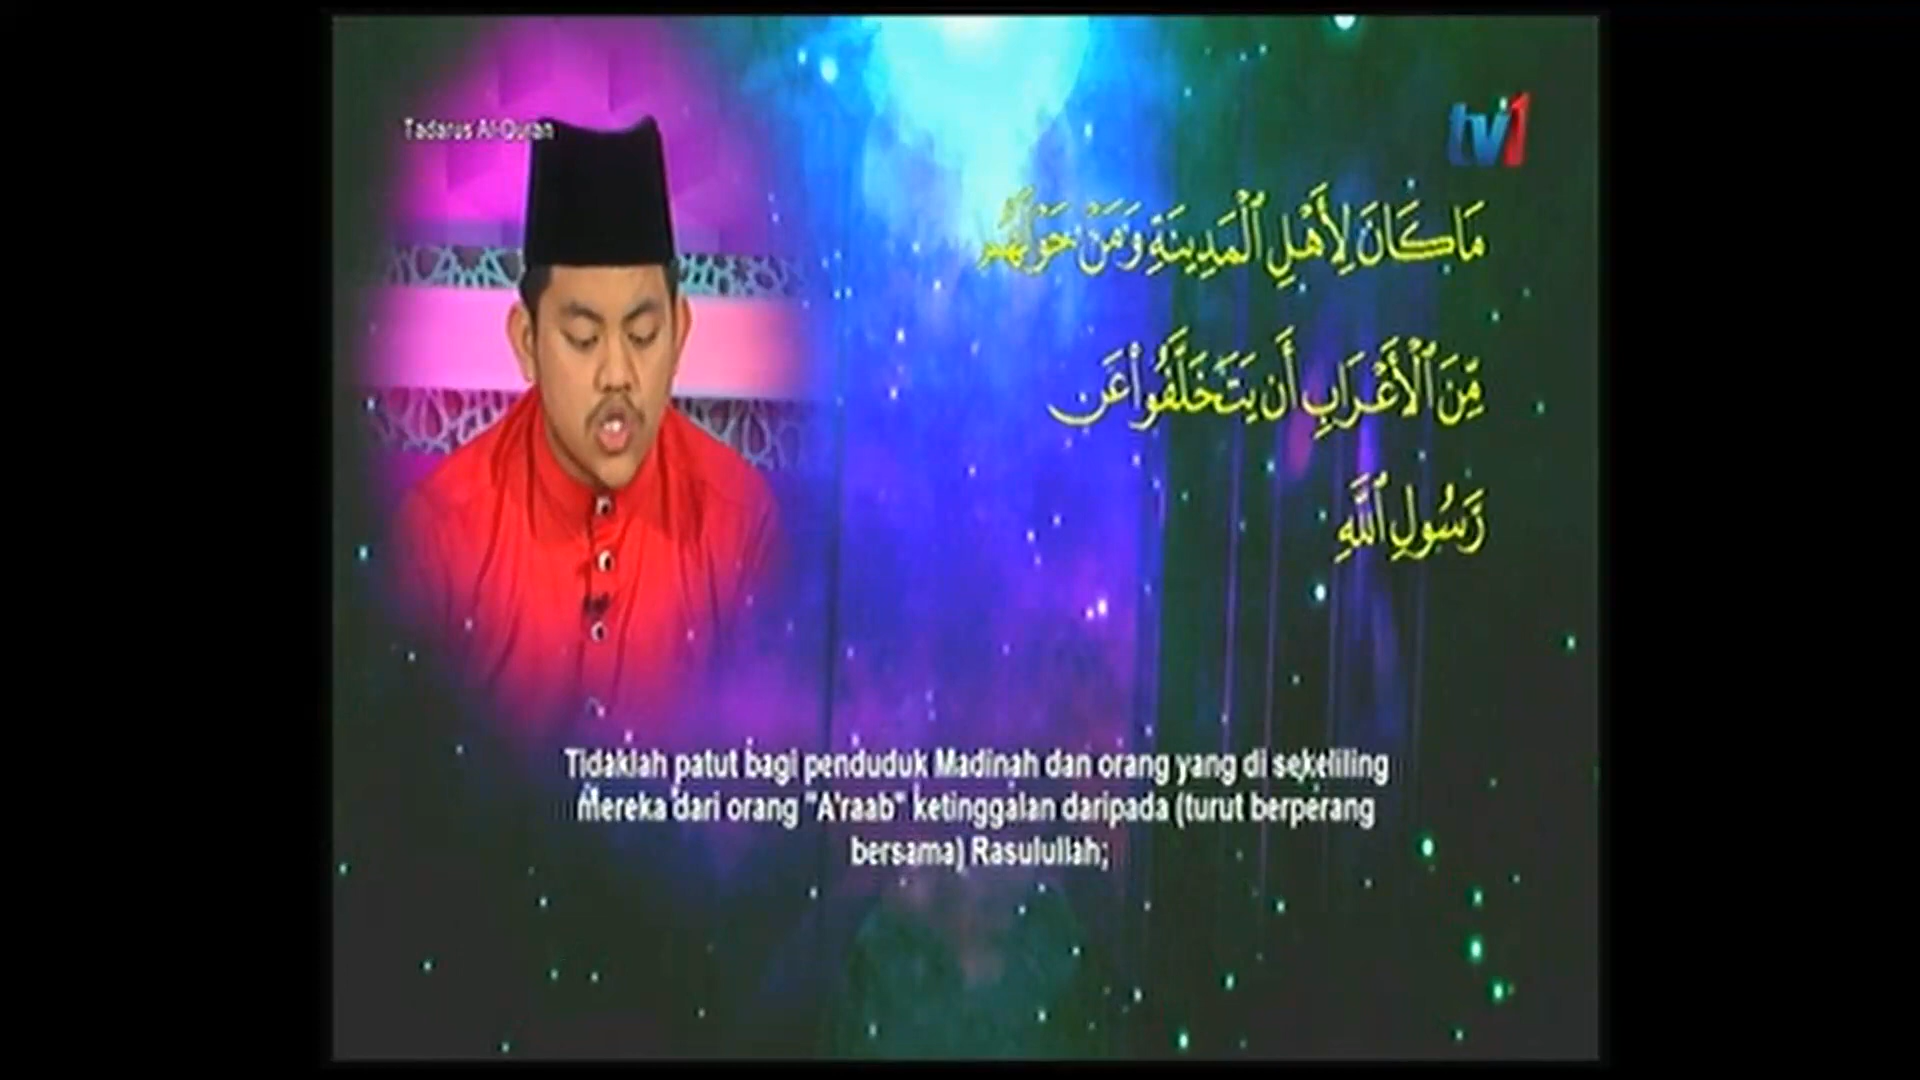 Tadarus Al-Quran
tv1
مَا كَانَ لِأَهْلِ ٱلْمَدِينَةِ وَمَنْ حَوْلَهُم
مِّنَ ٱلْأَعْرَابِ أَن يَتَخَلَّفُوا۟ عَن
رَّسُولِ ٱللَّهِ
Tidaklah patut bagi penduduk Madinah dan orang yang di sekeliling
mereka dari orang "A'raab" ketinggalan daripada (turut berperang
bersama) Rasulullah;